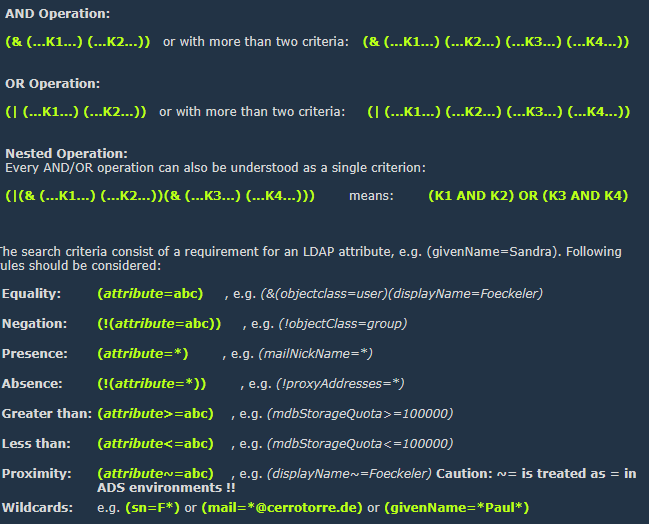 AND Operation:
(& (...K1...) (...K2...)) or with more than two criteria: (& (...K1...) (...K2...) (...K3...) (...K4...))
OR Operation:
(| (...K1...) (...K2...)) or with more than two criteria: (| (...K1...) (...K2...) (...K3...) (...K4...))
Nested Operation:
Every AND/OR operation can also be understood as a single criterion:
(|(& (...K1...) (...K2...))(& (...K3...) (...K4...))) means: (K1 AND K2) OR (K3 AND K4)
The search criteria consist of a requirement for an LDAP attribute, e.g. (givenName=Sandra). Following
rules should be considered:
Equality: (attribute=abc) , e.g. (&(objectclass=user)(displayName=Foeckeler)
Negation: (!(attribute=abc)) , e.g. (!objectClass=group)
Presence: (attribute=*) , e.g. (mailNickName=*)
Absence: (!(attribute=*)) , e.g. (!proxyAddresses=*)
Greater than: (attribute>=abc) , e.g. (mdbStorageQuota>=100000)
Less than: (attribute<=abc) , e.g. (mdbStorageQuota<=100000)
Proximity: (attribute~=abc) , e.g. (displayName~=Foeckeler) Caution: ~= is treated as = in
ADS environments !!
Wildcards: e.g. (sn=F*) or (mail=*@cerrotorre.de) or (givenName=*Paul*)